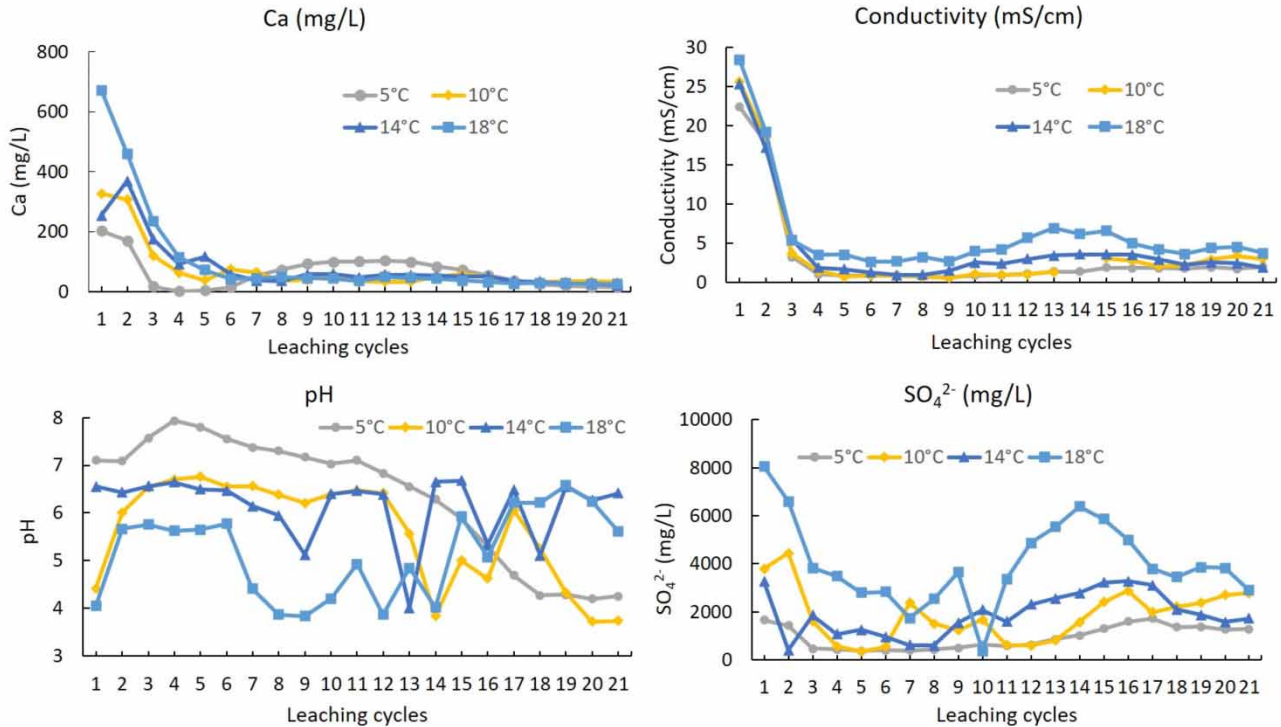 Ca (mg/L)
800
600
400
200
0
Ca (mg/L)
5°C 10°C
14°C 18°C
1 2 3 4 5 6 7 8 9 10 11 12 13 14 15 16 17 18 19 20 21
Leaching cycles
Conductivity (mS/cm)
30
25
20
15
10
5
0
Conductivity (mS/cm)
5°C 10°C
14°C 18°C
1 2 3 4 5 6 7 8 9 10 11 12 13 14 15 16 17 18 19 20 21
Leaching cycles
pH
8
7
6
5
4
3
pH
5°C 10°C 14°C 18°C
1 2 3 4 5 6 7 8 9 10 11 12 13 14 15 16 17 18 19 20 21
Leaching cycles
SO₄²⁻ (mg/L)
10000
8000
6000
4000
2000
0
SO₄²⁻ (mg/L)
5°C 10°C 14°C 18°C
1 2 3 4 5 6 7 8 9 10 11 12 13 14 15 16 17 18 19 20 21
Leaching cycles